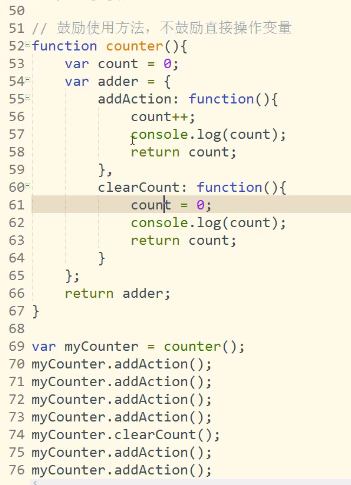 50
51 // 鼓励使用方法，不鼓励直接操作变量
52 function counter(){
53     var count = 0;
54     var adder = {
55         addAction: function(){
56             count++;
57             console.log(count);
58             return count;
59         },
60         clearCount: function(){
61             count = 0;
62             console.log(count);
63             return count;
64         }
65     };
66     return adder;
67 }
68
69 var myCounter = counter();
70 myCounter.addAction();
71 myCounter.addAction();
72 myCounter.addAction();
73 myCounter.addAction();
74 myCounter.clearCount();
75 myCounter.addAction();
76 myCounter.addAction();